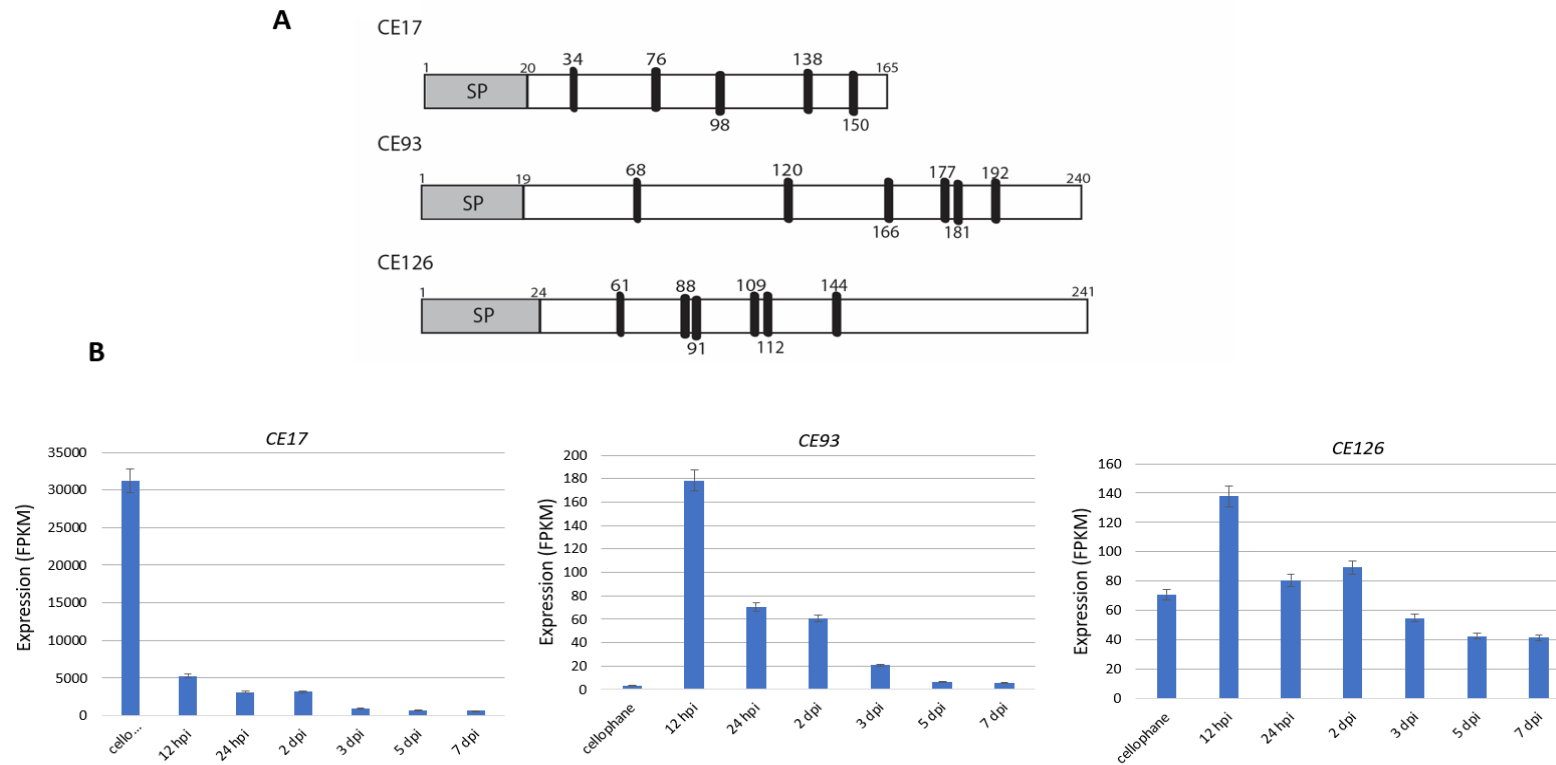 A
CE17
34 76 138
1 20 165
SP
98 150
CE93
68 120 177 192
1 19 240
SP
166 181
CE126
61 88 109 144
1 24 241
SP
91 112
B
CE17
Expression (FPKM)
35000
30000
25000
20000
15000
10000
5000
0
cello... 12 hpi 24 hpi 2 dpi 3 dpi 5 dpi 7 dpi
CE93
Expression (FPKM)
200
180
160
140
120
100
80
60
40
20
0
cellophane 12 hpi 24 hpi 2 dpi 3 dpi 5 dpi 7 dpi
CE126
Expression (FPKM)
160
140
120
100
80
60
40
20
0
cellophane 12 hpi 24 hpi 2 dpi 3 dpi 5 dpi 7 dpi